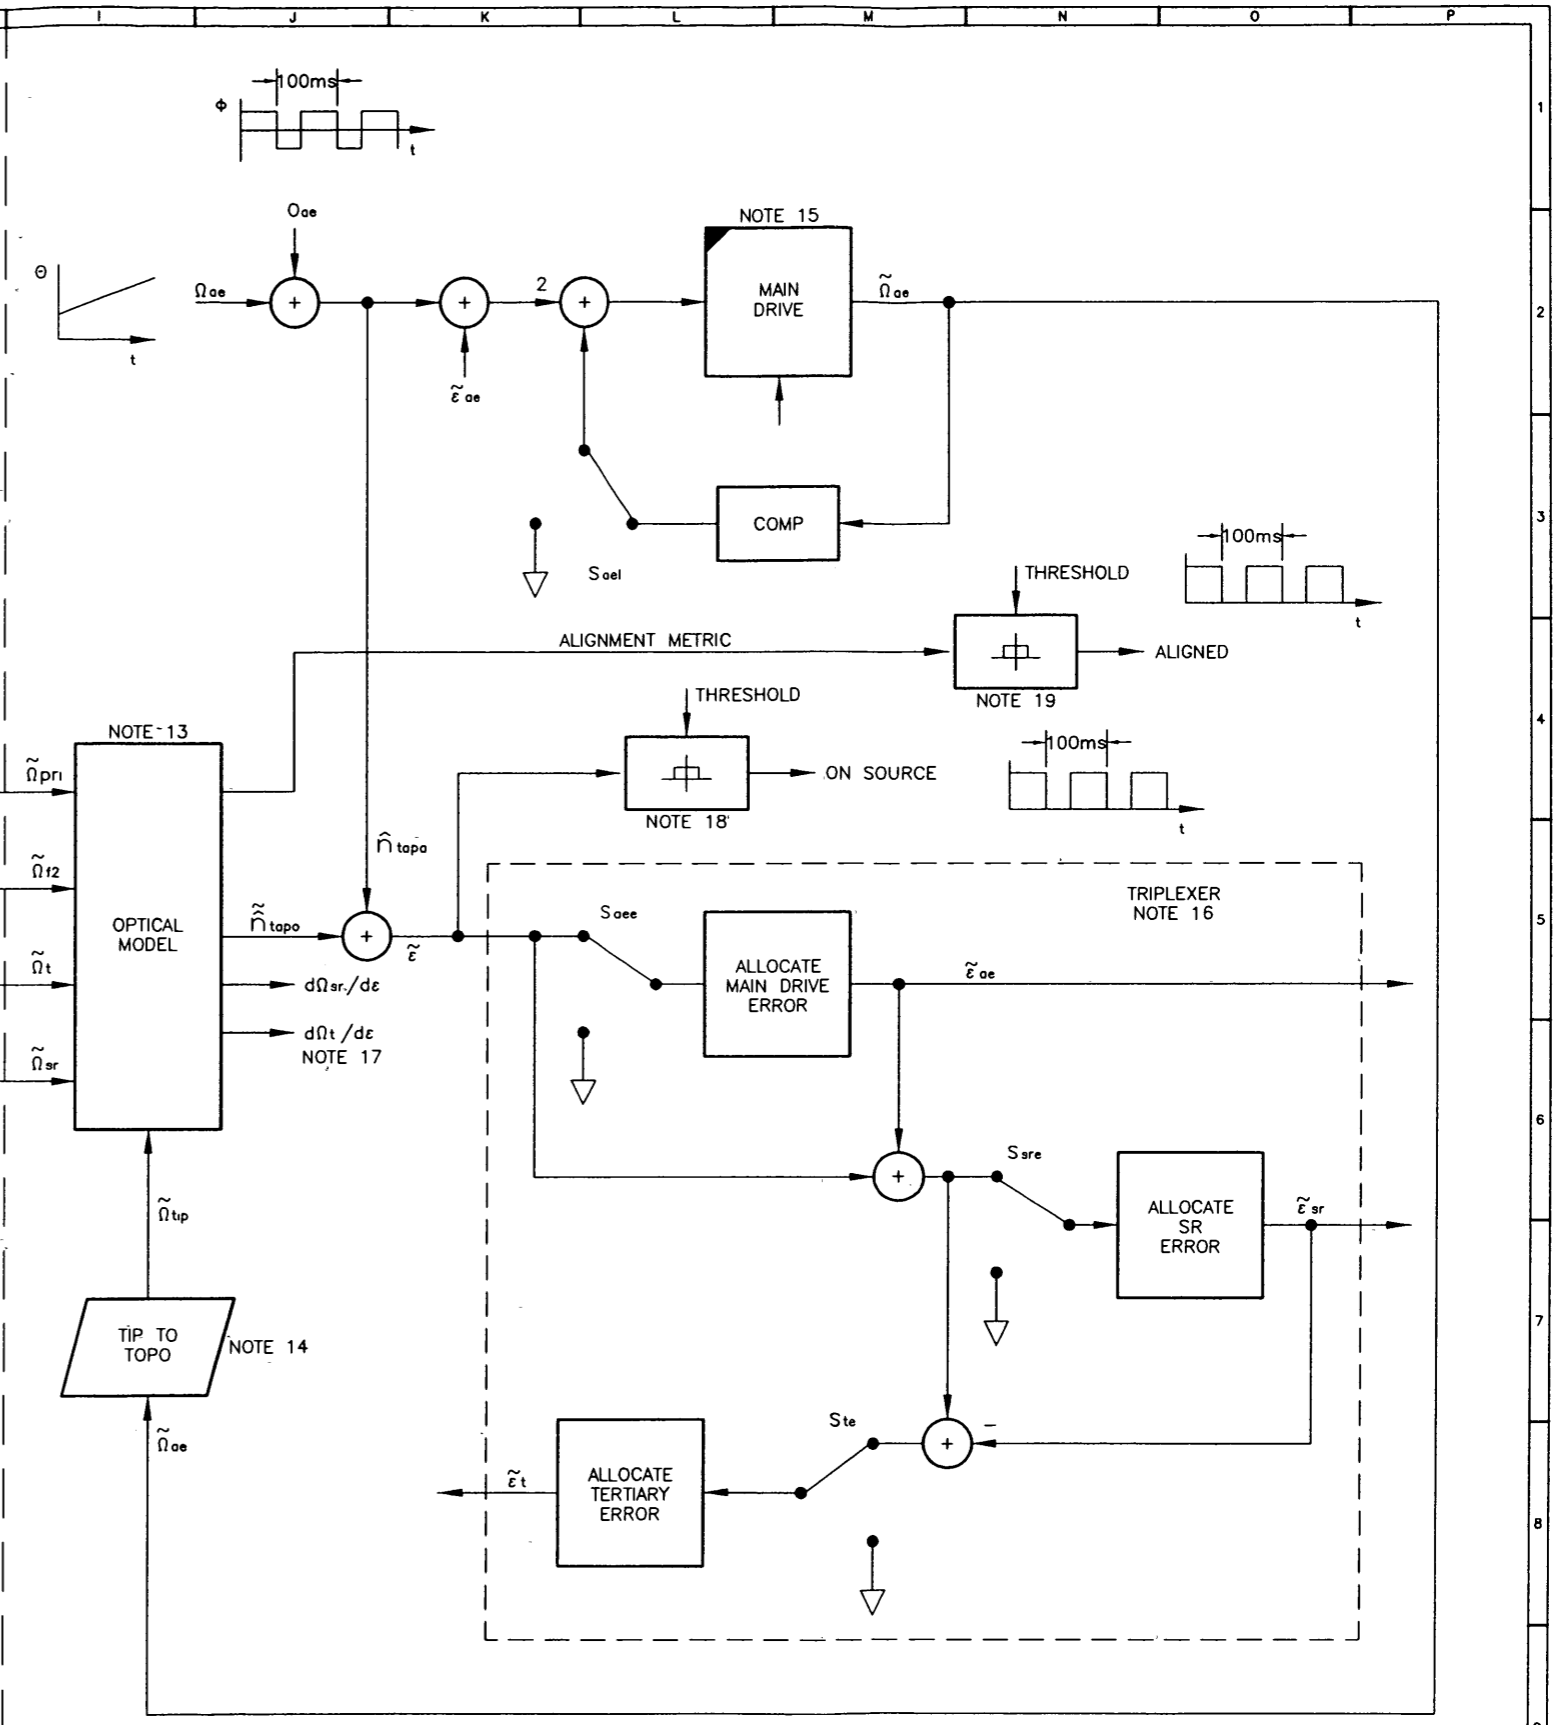 I J K L M N O P
100ms
Φ
t
1
Oae
NOTE 15
Θ
Ωae
+
+
2
+
MAIN
DRIVE
Ω̃ae
2
t
ε̃ae
COMP
3
100ms
Sael
THRESHOLD
t
ALIGNMENT METRIC
ALIGNED
NOTE 19
THRESHOLD
4
NOTE 13
100ms
Ω̃pri
ON SOURCE
NOTE 18
t
n̂topo
Ω̃f2
TRIPLEXER
NOTE 16
Saee
OPTICAL
MODEL
ñ̂topo
+
ε̃
5
Ω̃t
ALLOCATE
MAIN DRIVE
ERROR
ε̃ae
dΩsr/dε
dΩt/dε
NOTE 17
Ω̃sr
6
Ssre
+
Ω̃tip
ALLOCATE
SR
ERROR
ε̃sr
TIP TO
TOPO
NOTE 14
7
Ste
–
+
Ω̃ae
ALLOCATE
TERTIARY
ERROR
ε̃t
8